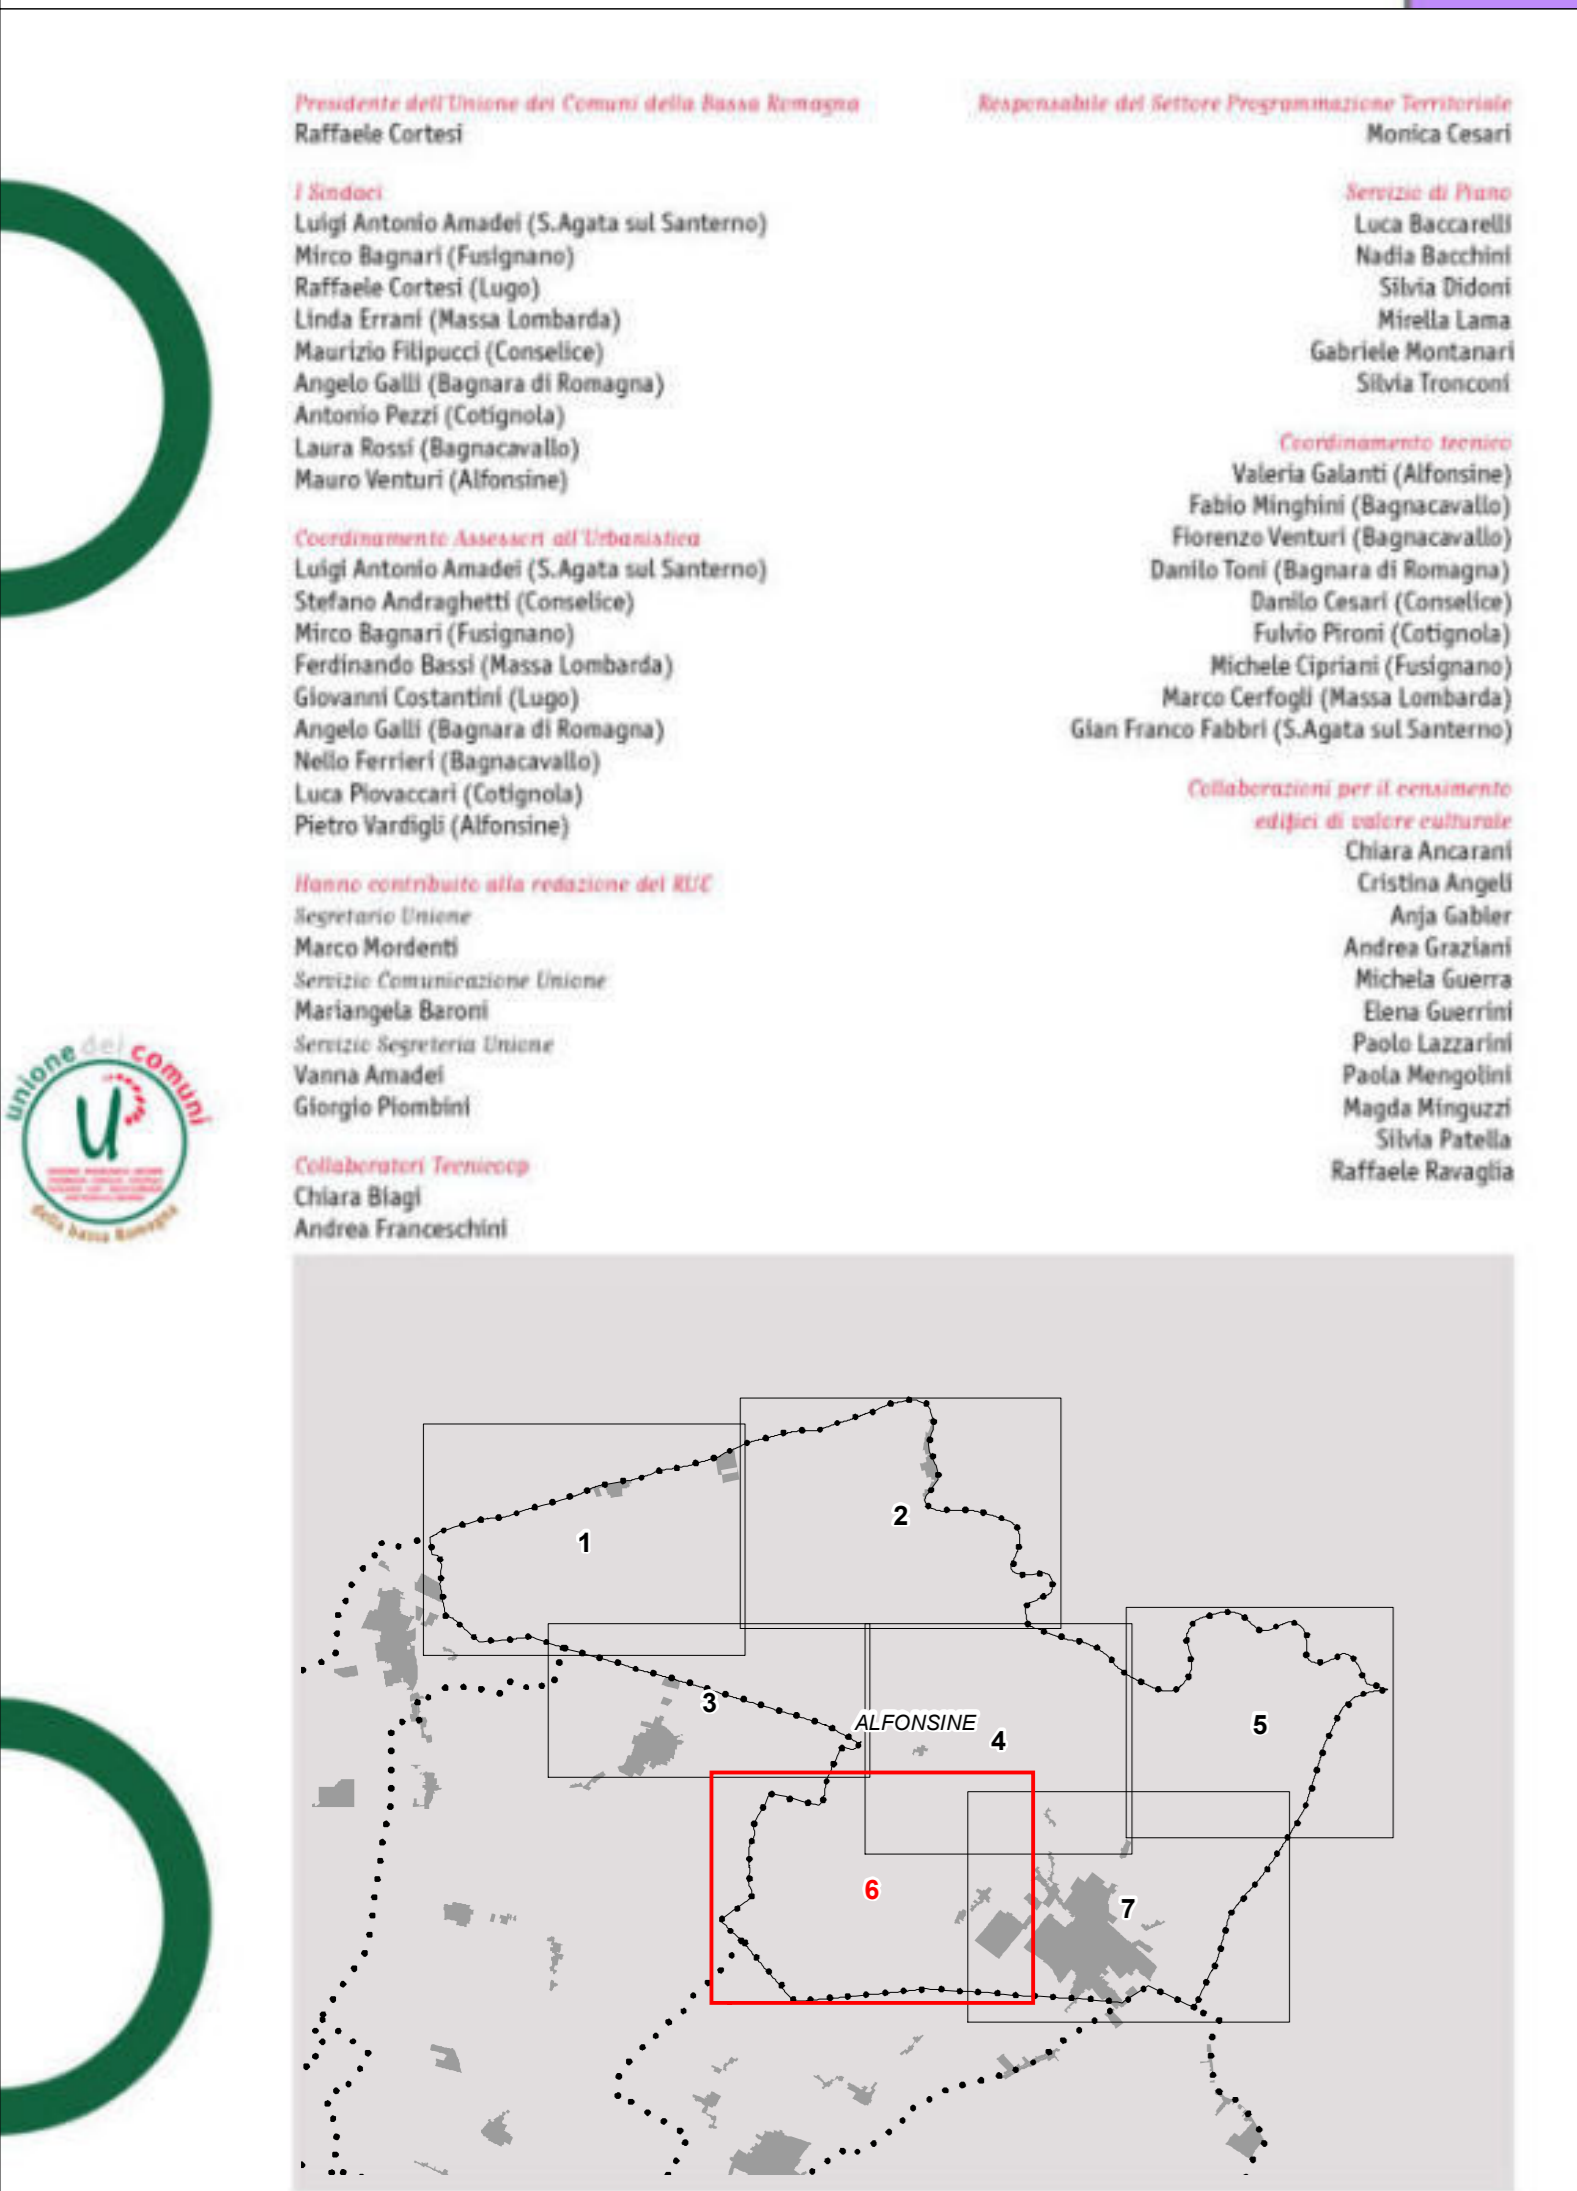 Presidente dell'Unione dei Comuni della Bassa Romagna
Raffaele Cortesi
I Sindaci
Luigi Antonio Amadei (S.Agata sul Santerno)
Mirco Bagnari (Fusignano)
Raffaele Cortesi (Lugo)
Linda Errani (Massa Lombarda)
Maurizio Filipucci (Conselice)
Angelo Galli (Bagnara di Romagna)
Antonio Pezzi (Cotignola)
Laura Rossi (Bagnacavallo)
Mauro Venturi (Alfonsine)
Coordinamento Assessori all'Urbanistica
Luigi Antonio Amadei (S.Agata sul Santerno)
Stefano Andraghetti (Conselice)
Mirco Bagnari (Fusignano)
Ferdinando Bassi (Massa Lombarda)
Giovanni Costantini (Lugo)
Angelo Galli (Bagnara di Romagna)
Nello Ferrieri (Bagnacavallo)
Luca Piovaccari (Cotignola)
Pietro Vardigli (Alfonsine)
Hanno contribuito alla redazione del RUE
Segretario Unione
Marco Mordenti
Servizio Comunicazione Unione
Mariangela Baroni
Servizio Segreteria Unione
Vanna Amadei
Giorgio Piombini
Collaboratori Tecnicoop
Chiara Biagi
Andrea Franceschini
Responsabile del Settore Programmazione Territoriale
Monica Cesari
Servizio di Piano
Luca Baccarelli
Nadia Bacchini
Silvia Didoni
Mirella Lama
Gabriele Montanari
Silvia Tronconi
Coordinamento tecnico
Valeria Galanti (Alfonsine)
Fabio Minghini (Bagnacavallo)
Fiorenzo Venturi (Bagnacavallo)
Danilo Toni (Bagnara di Romagna)
Danilo Cesari (Conselice)
Fulvio Pironi (Cotignola)
Michele Cipriani (Fusignano)
Marco Cerfogli (Massa Lombarda)
Gian Franco Fabbri (S.Agata sul Santerno)
Collaborazioni per il censimento
edifici di valore culturale
Chiara Ancarani
Cristina Angeli
Anja Gabler
Andrea Graziani
Michela Guerra
Elena Guerrini
Paolo Lazzarini
Paola Mengolini
Magda Minguzzi
Silvia Patella
Raffaele Ravaglia
unione dei comuni
della bassa Romagna
1
2
3
ALFONSINE
4
5
6
7